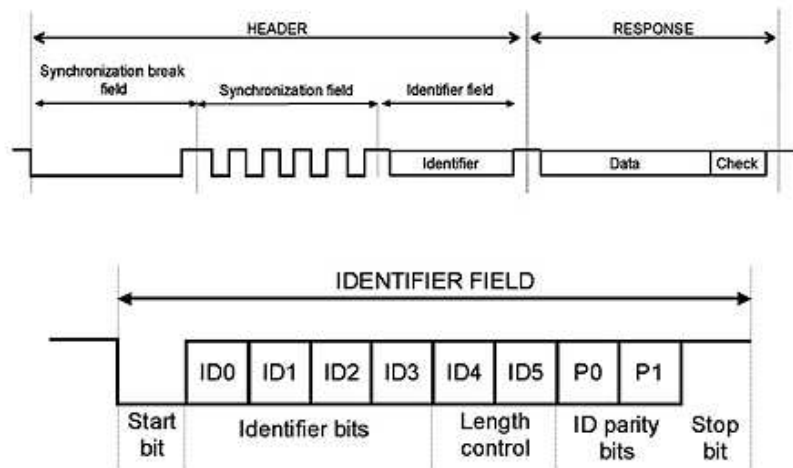 HEADER
RESPONSE
Synchronization break
field
Synchronization field
Identifier field
Identifier
Data
Check
IDENTIFIER FIELD
ID0 ID1 ID2 ID3 ID4 ID5 P0 P1
Start
bit
Identifier bits
Length
control
ID parity
bits
Stop
bit